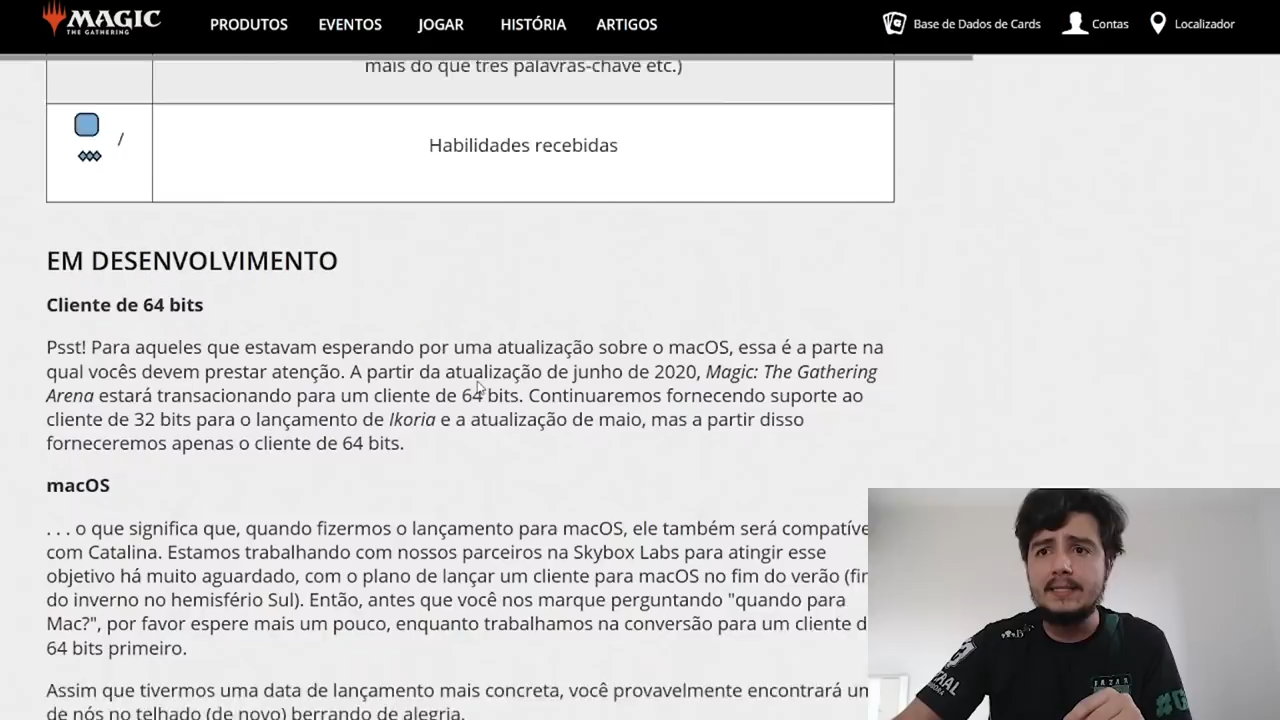 MAGIC
THE GATHERING
PRODUTOS EVENTOS JOGAR HISTÓRIA ARTIGOS Base de Dados de Cards Contas Localizador
mais do que três palavras-chave etc.)
/ Habilidades recebidas
EM DESENVOLVIMENTO
Cliente de 64 bits
Psst! Para aqueles que estavam esperando por uma atualização sobre o macOS, essa é a parte na
qual vocês devem prestar atenção. A partir da atualização de junho de 2020, Magic: The Gathering
Arena estará transacionando para um cliente de 64 bits. Continuaremos fornecendo suporte ao
cliente de 32 bits para o lançamento de Ikoria e a atualização de maio, mas a partir disso
forneceremos apenas o cliente de 64 bits.
macOS
. . . o que significa que, quando fizermos o lançamento para macOS, ele também será compatíve
com Catalina. Estamos trabalhando com nossos parceiros na Skybox Labs para atingir esse
objetivo há muito aguardado, com o plano de lançar um cliente para macOS no fim do verão (fin
do inverno no hemisfério Sul). Então, antes que você nos marque perguntando "quando para
Mac?", por favor espere mais um pouco, enquanto trabalhamos na conversão para um cliente d
64 bits primeiro.
Assim que tivermos uma data de lançamento mais concreta, você provavelmente encontrará um
de nós no telhado (de novo) berrando de alegria.